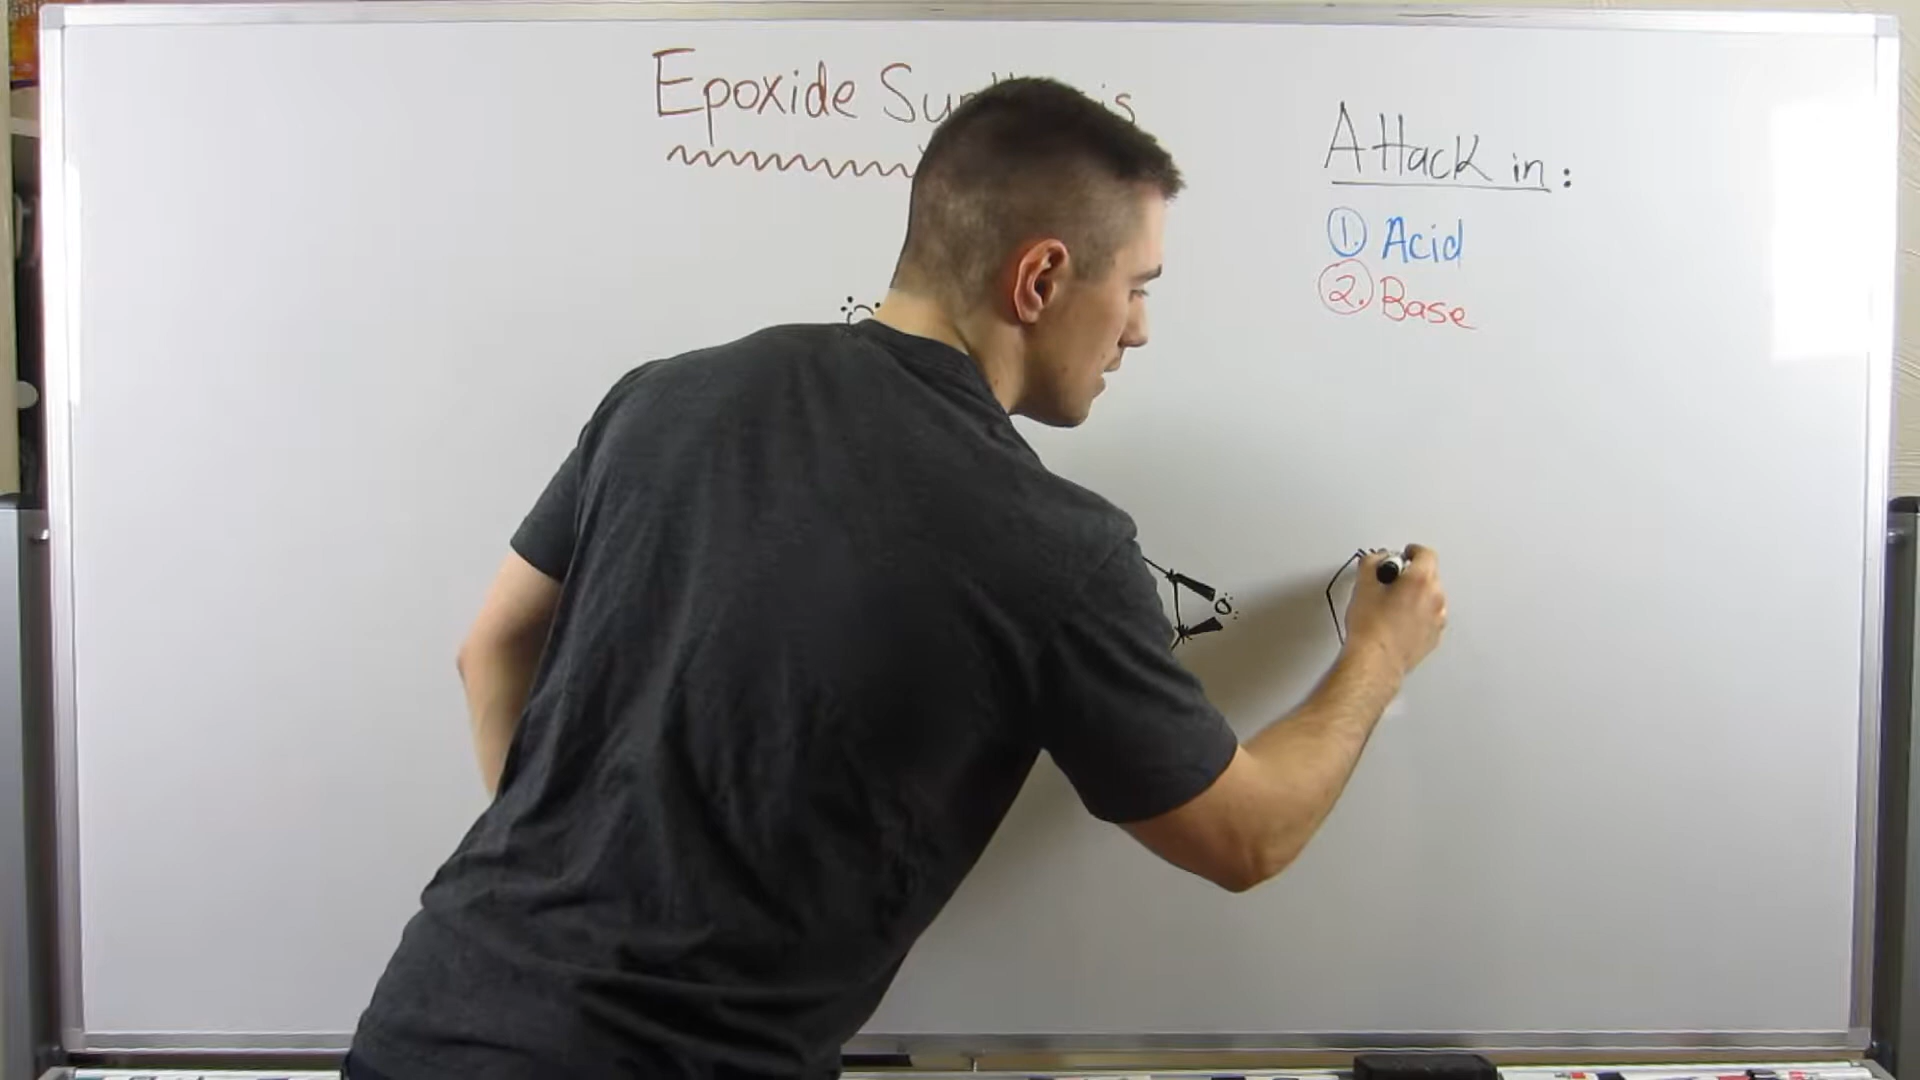 Epoxide
Attack in:
1. Acid
2. Base
O